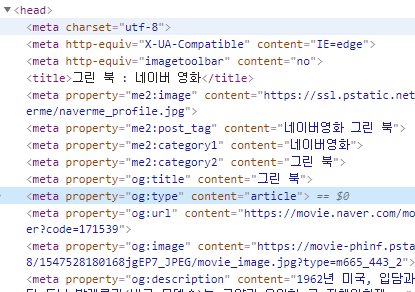 ▼<head>
<meta charset="utf-8">
<meta http-equiv="X-UA-Compatible" content="IE=edge">
<meta http-equiv="imagetoolbar" content="no">
<title>그린 북 : 네이버 영화</title>
<meta property="me2:image" content="https://ssl.pstatic.net
erme/naverme_profile.jpg">
<meta property="me2:post_tag" content="네이버영화 그린 북">
<meta property="me2:category1" content="네이버영화">
<meta property="me2:category2" content="그린 북">
<meta property="og:title" content="그린 북">
<meta property="og:type" content="article"> == $0
<meta property="og:url" content="https://movie.naver.com/mo
er?code=171539">
<meta property="og:image" content="https://movie-phinf.psta
8/1547528180168jgEP7_JPEG/movie_image.jpg?type=m665_443_2">
<meta property="og:description" content="1962년 미국, 입담과